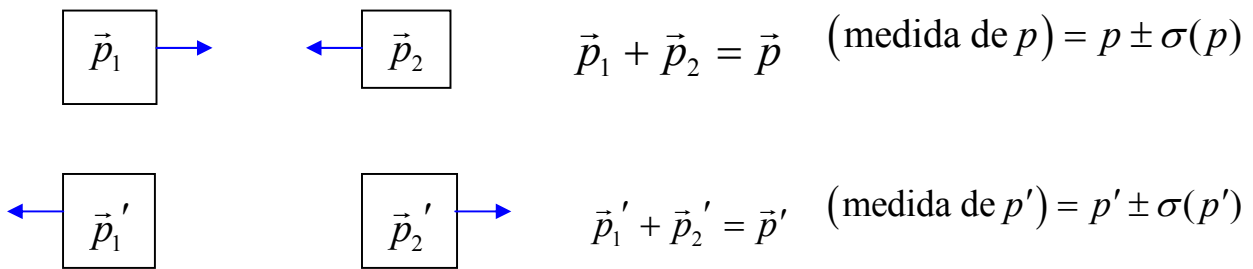 p⃗₁ p⃗₂ p⃗₁ + p⃗₂ = p⃗ (medida de p) = p ± σ(p)
p⃗₁′ p⃗₂′ p⃗₁′ + p⃗₂′ = p⃗′ (medida de p′) = p′ ± σ(p′)